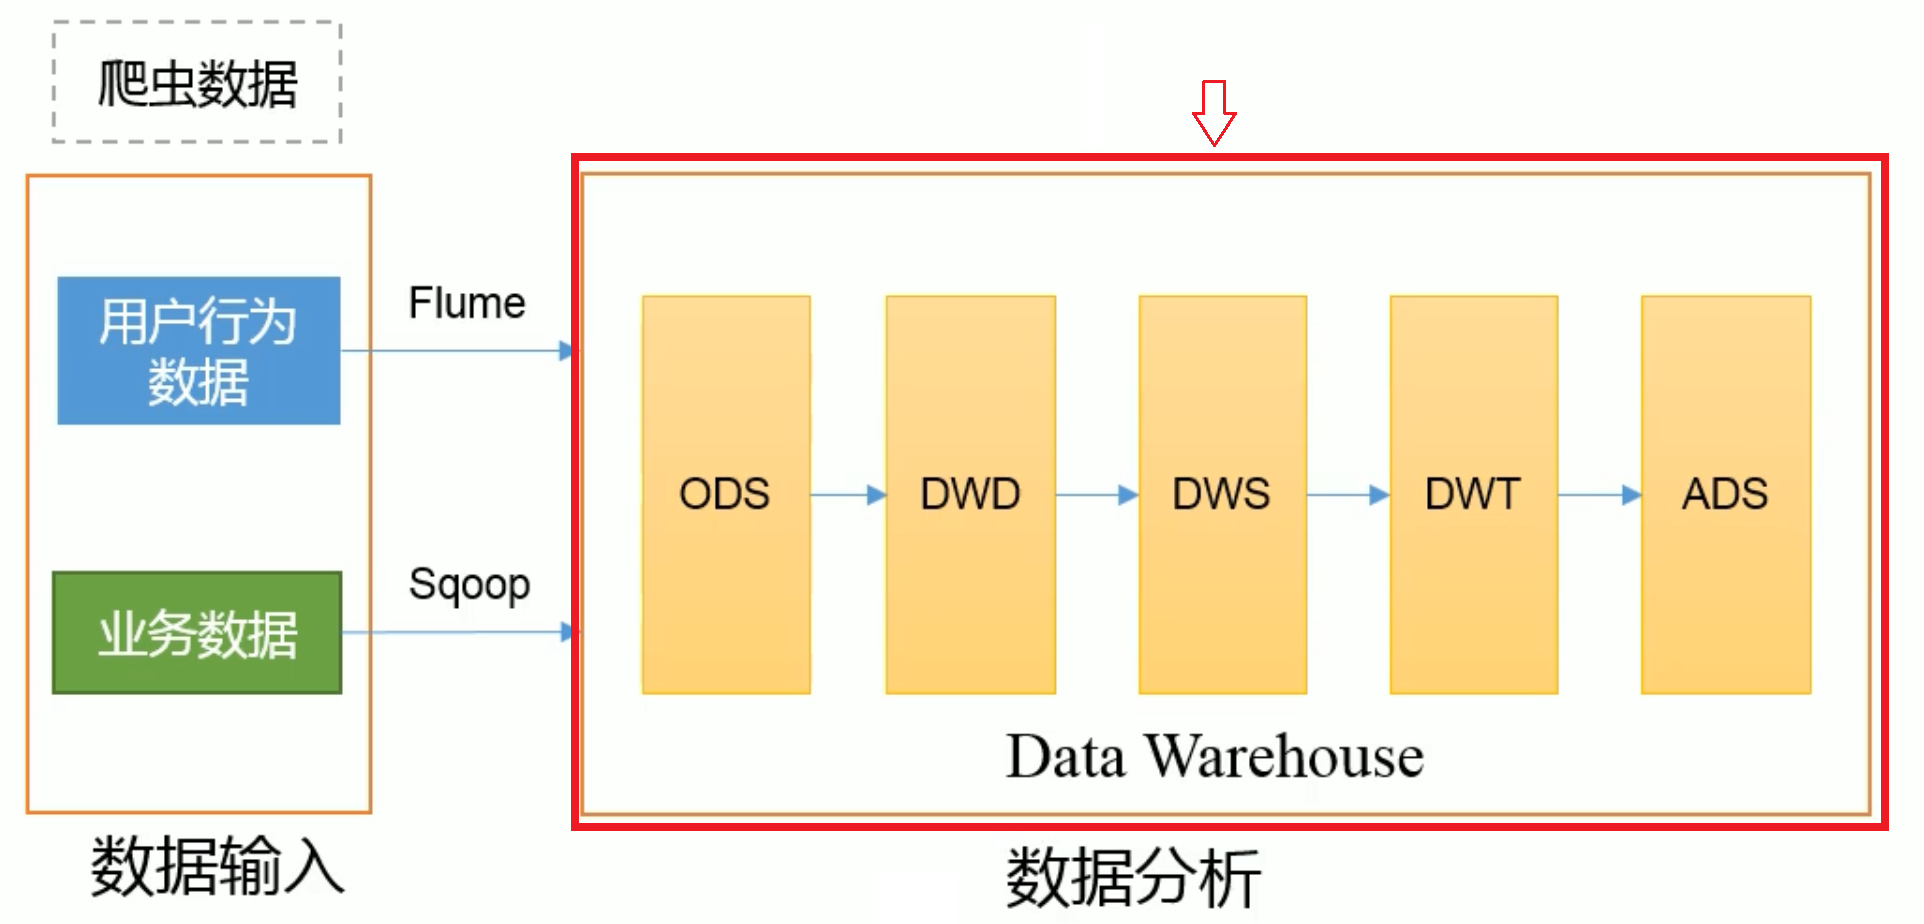 爬虫数据
用户行为
数据
Flume
业务数据
Sqoop
数据输入
ODS
DWD
DWS
DWT
ADS
Data Warehouse
数据分析